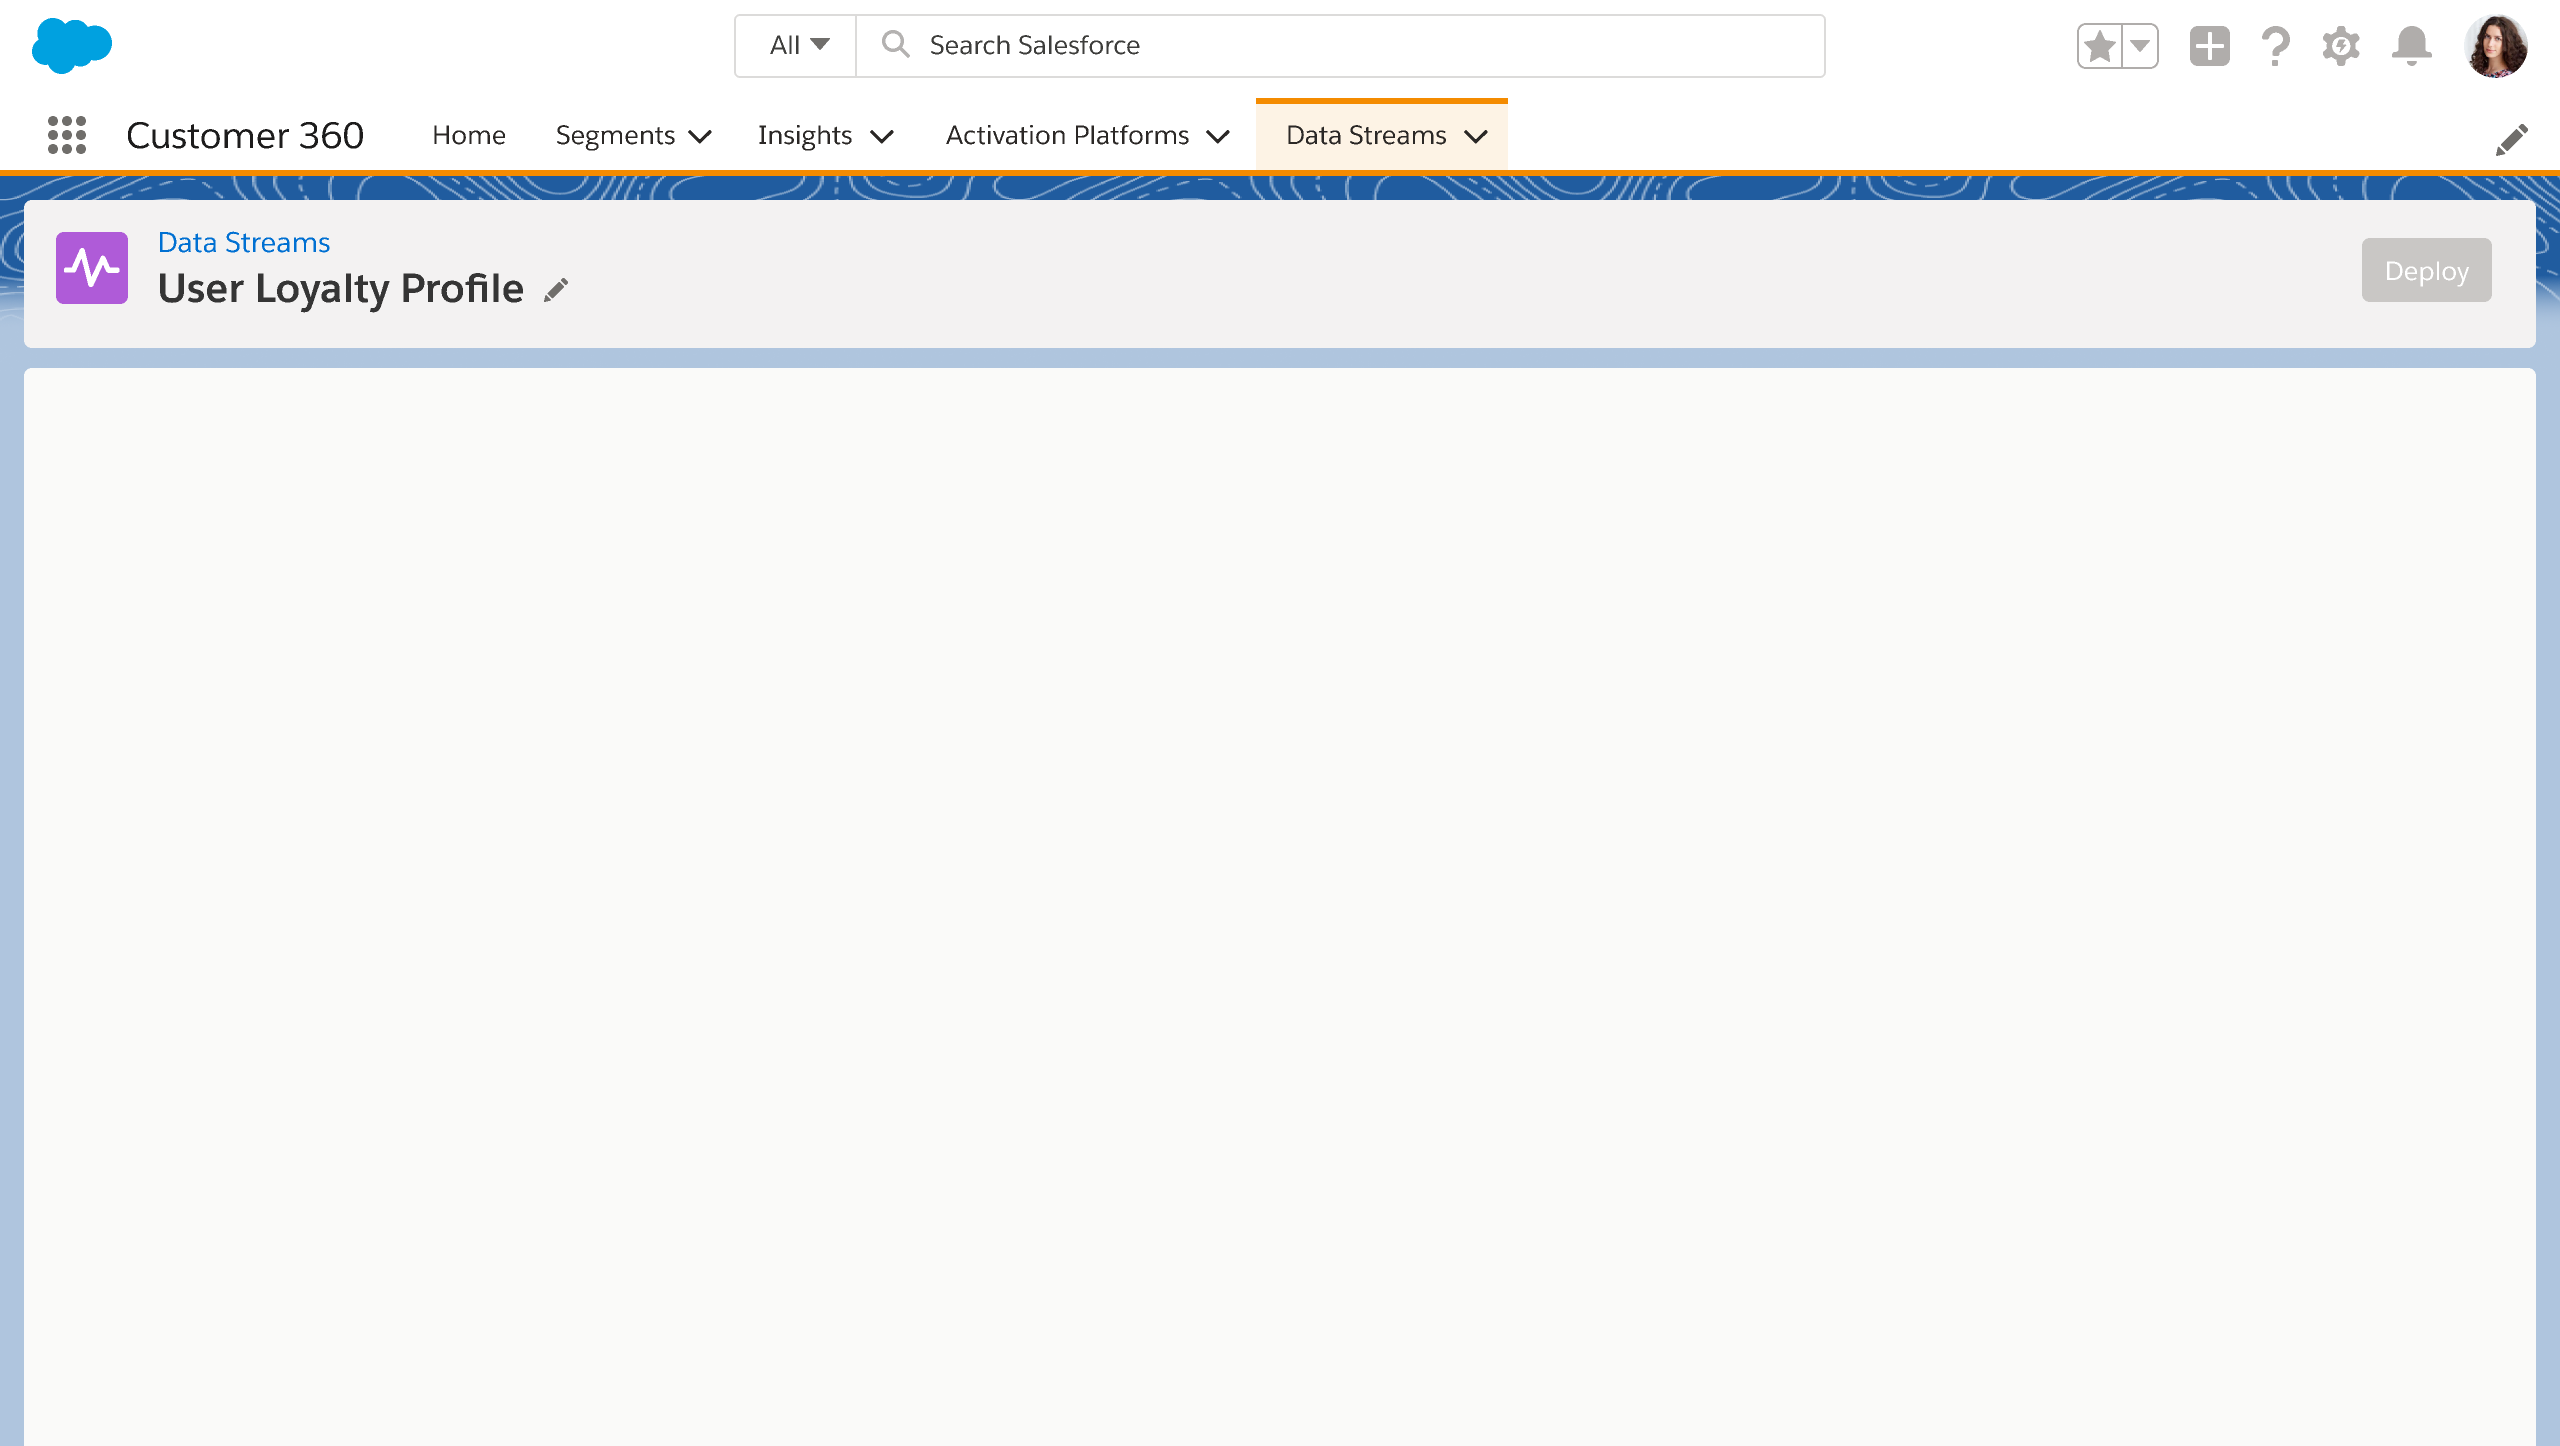 All
Search Salesforce
Customer 360
Home
Segments
Insights
Activation Platforms
Data Streams
Data Streams
User Loyalty Profile
Deploy